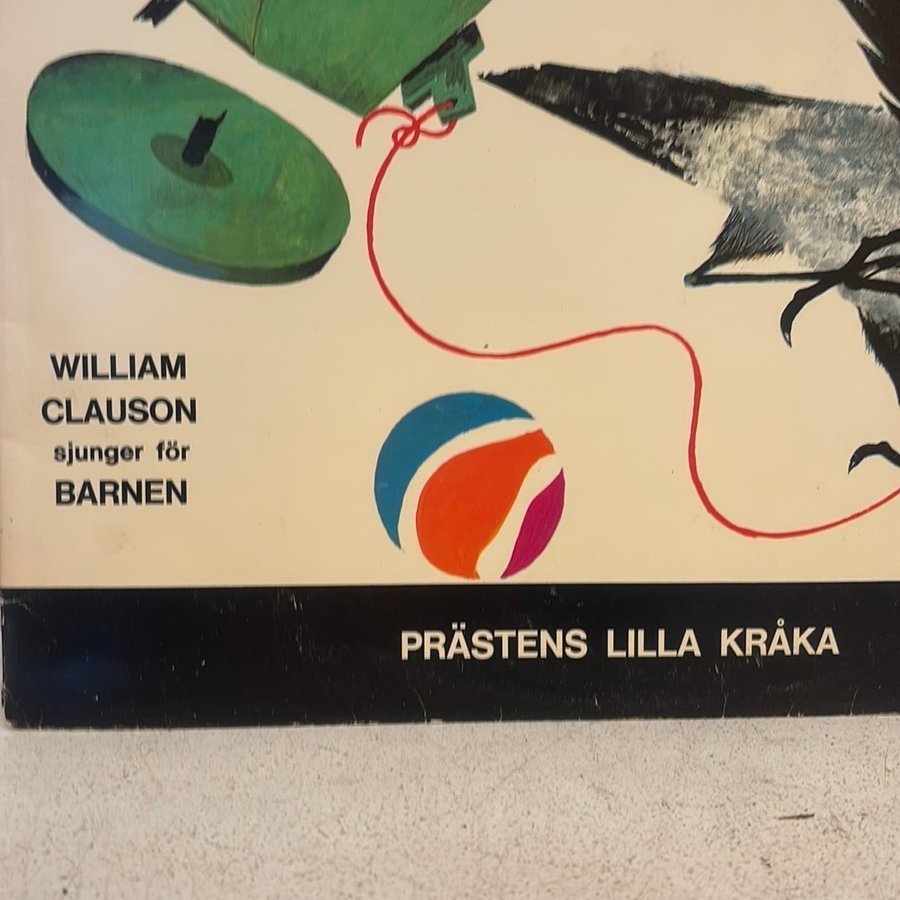 WILLIAM
CLAUSON
sjunger för
BARNEN
PRÄSTENS LILLA KRÅKA